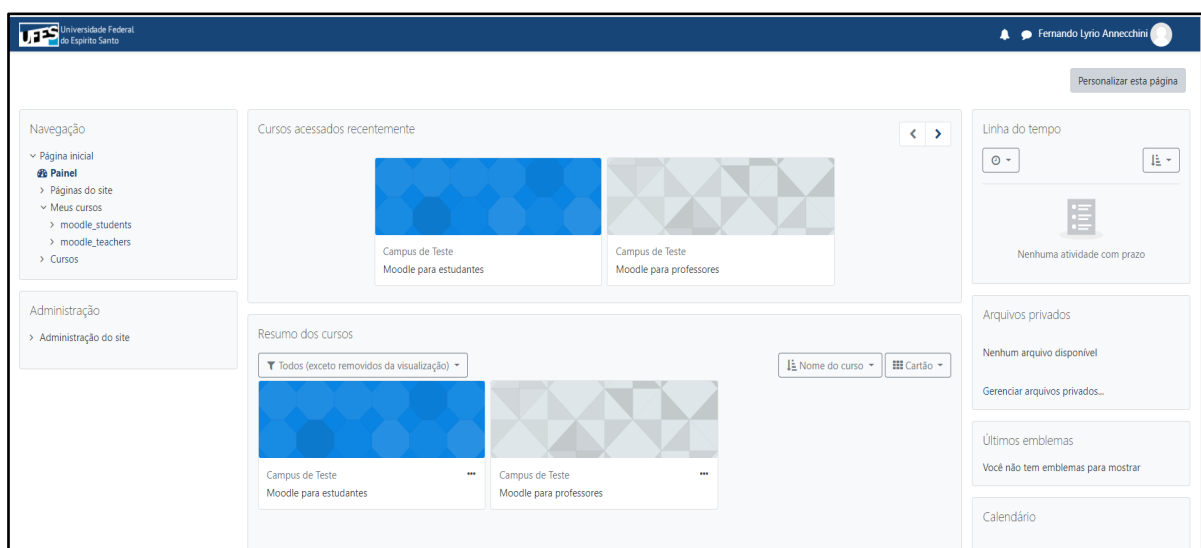 UFES
Universidade Federal
do Espírito Santo
Fernando Lyrio Annecchini
Personalizar esta página
Navegação
Página inicial
Painel
Páginas do site
Meus cursos
moodle_students
moodle_teachers
Cursos
Administração
Administração do site
Cursos acessados recentemente
Campus de Teste
Moodle para estudantes
Campus de Teste
Moodle para professores
Resumo dos cursos
Todos (exceto removidos da visualização)
Nome do curso
Cartão
Campus de Teste
Moodle para estudantes
Campus de Teste
Moodle para professores
Linha do tempo
Nenhuma atividade com prazo
Arquivos privados
Nenhum arquivo disponível
Gerenciar arquivos privados...
Últimos emblemas
Você não tem emblemas para mostrar
Calendário